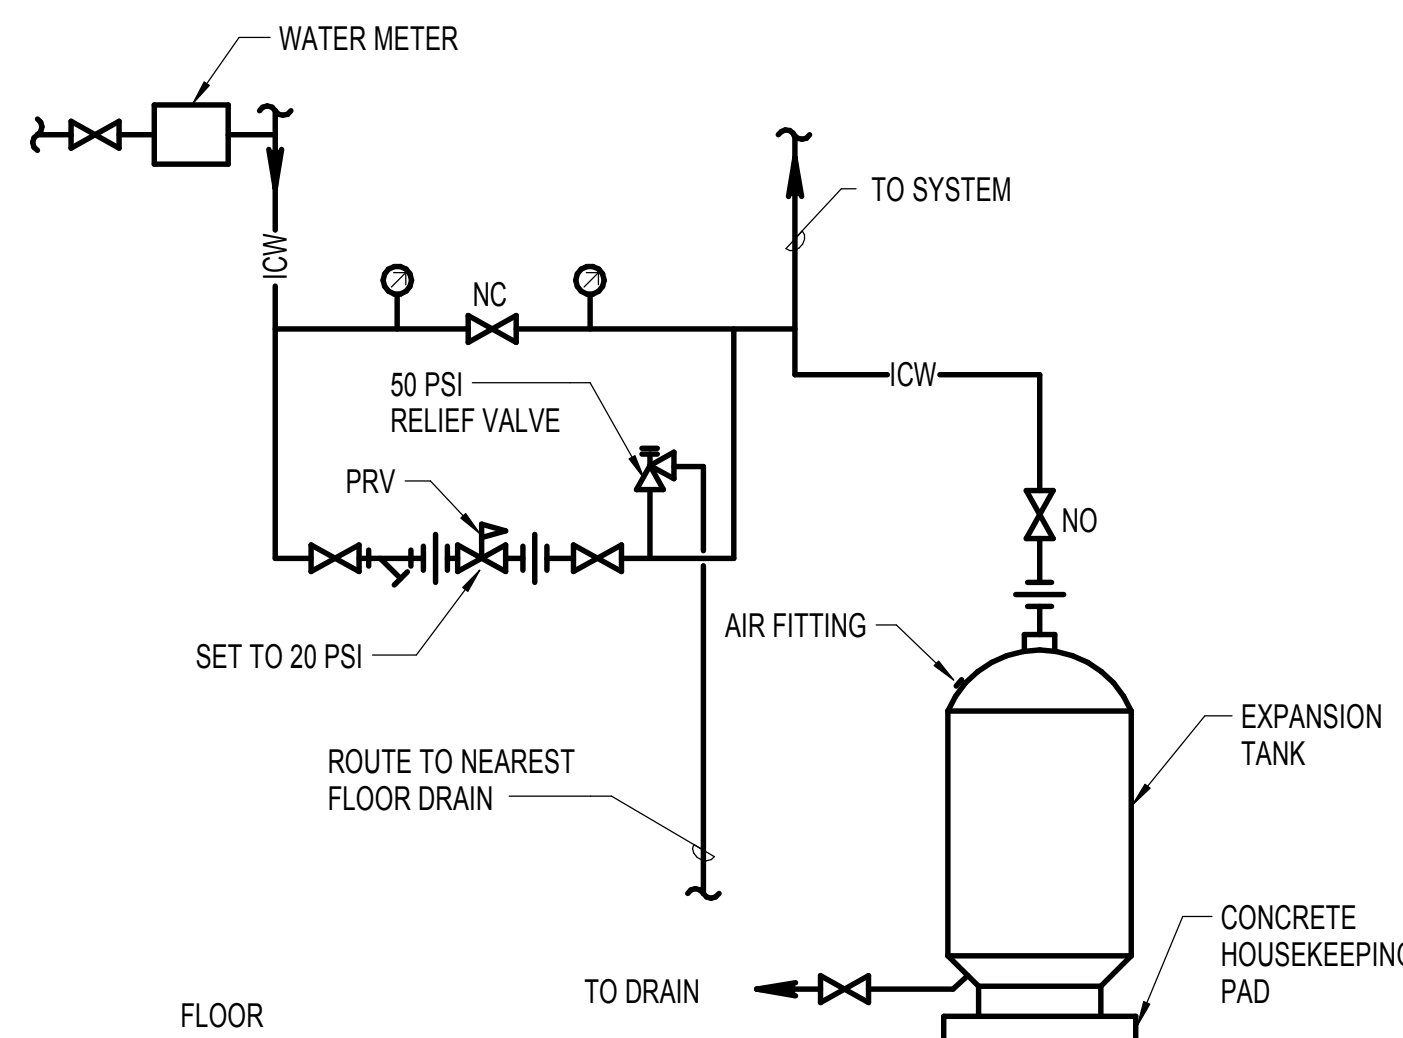 WATER METER
TO SYSTEM
ICW
NC
50 PSI
RELIEF VALVE
ICW
PRV
NO
AIR FITTING
SET TO 20 PSI
EXPANSION
TANK
ROUTE TO NEAREST
FLOOR DRAIN
CONCRETE
HOUSEKEEPING
PAD
TO DRAIN
FLOOR